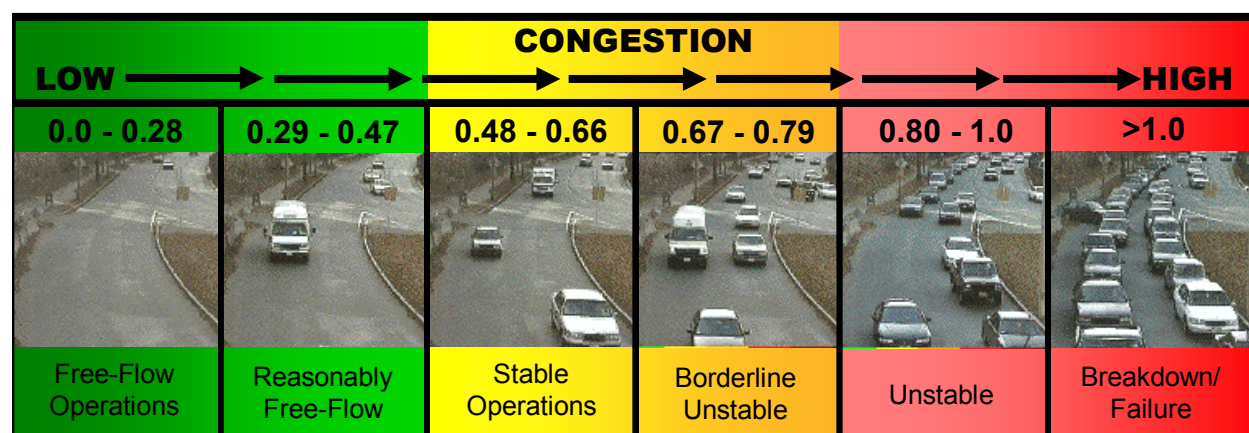 CONGESTION
LOW HIGH
0.0 - 0.28 0.29 - 0.47 0.48 - 0.66 0.67 - 0.79 0.80 - 1.0 >1.0
Free-Flow Reasonably Stable Borderline Unstable Breakdown/
Operations Free-Flow Operations Unstable Failure